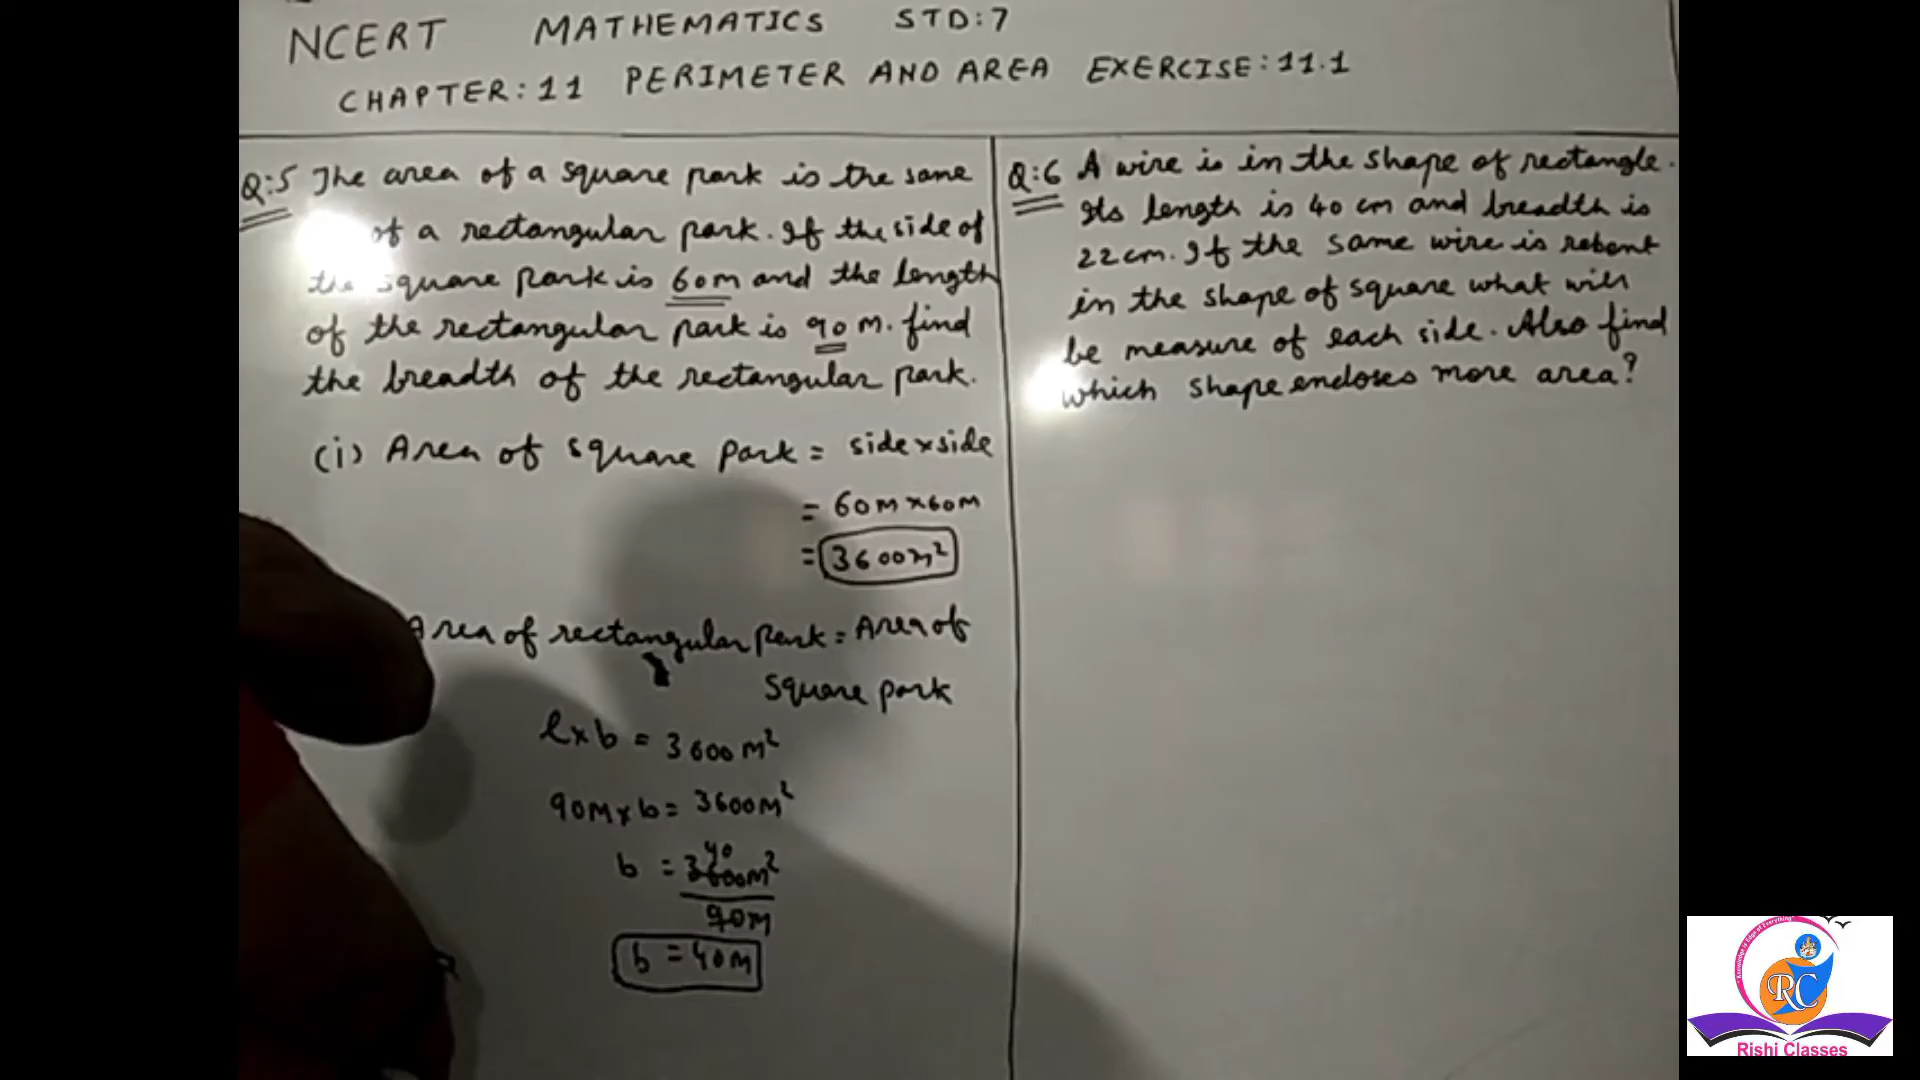 NCERT MATHEMATICS STD:7
CHAPTER:11 PERIMETER AND AREA EXERCISE:11.1
Q:5 The area of a square park is the same
of a rectangular park. If the side of
the square park is 60m and the length
of the rectangular park is 90 m. find
the breadth of the rectangular park.
(i) Area of square park = side×side
= 60m×60m
= 3600m²
Area of rectangular park = Area of
square park
l×b = 3600m²
90m×b = 3600m²
40
b = 3600m²
90m
b = 40m
Q:6 A wire is in the shape of rectangle.
Its length is 40 cm and breadth is
22cm. If the same wire is rebent
in the shape of square what will
be measure of each side. Also find
which shape encloses more area?
RC
Rishi Classes